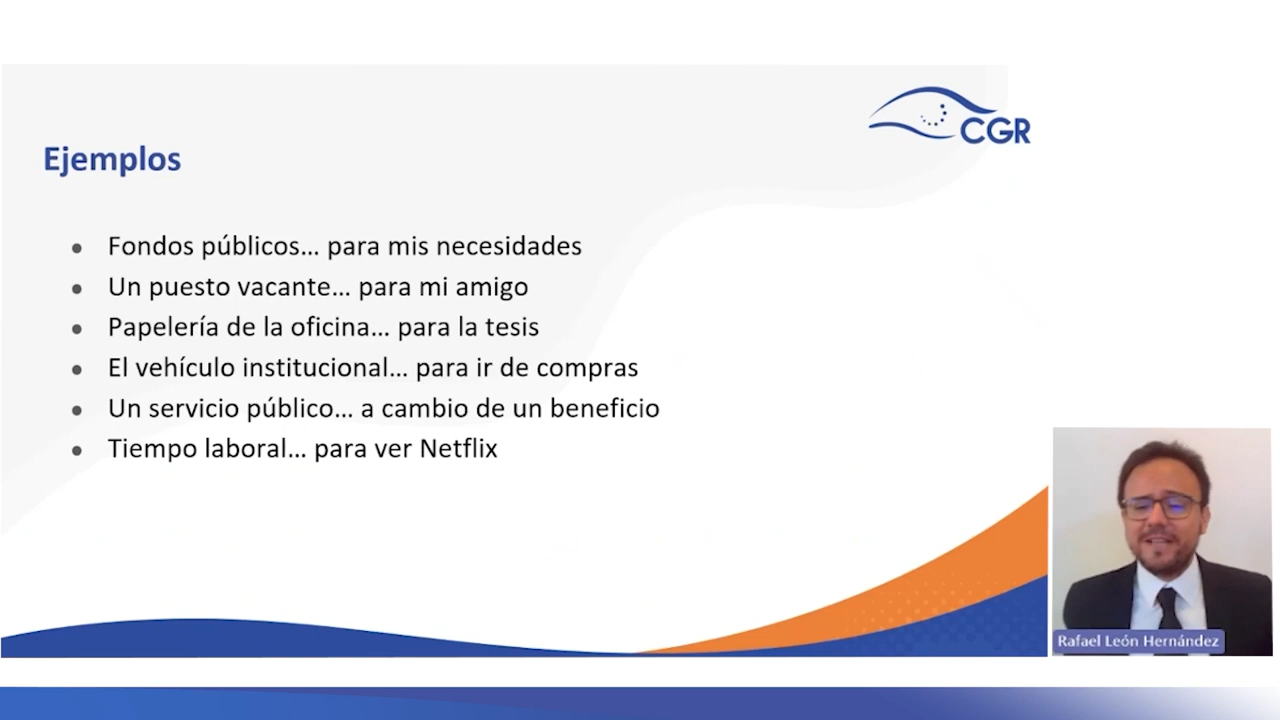 CGR
Ejemplos
Fondos públicos... para mis necesidades
Un puesto vacante... para mi amigo
Papelería de la oficina... para la tesis
El vehículo institucional... para ir de compras
Un servicio público... a cambio de un beneficio
Tiempo laboral... para ver Netflix
Rafael León Hernández